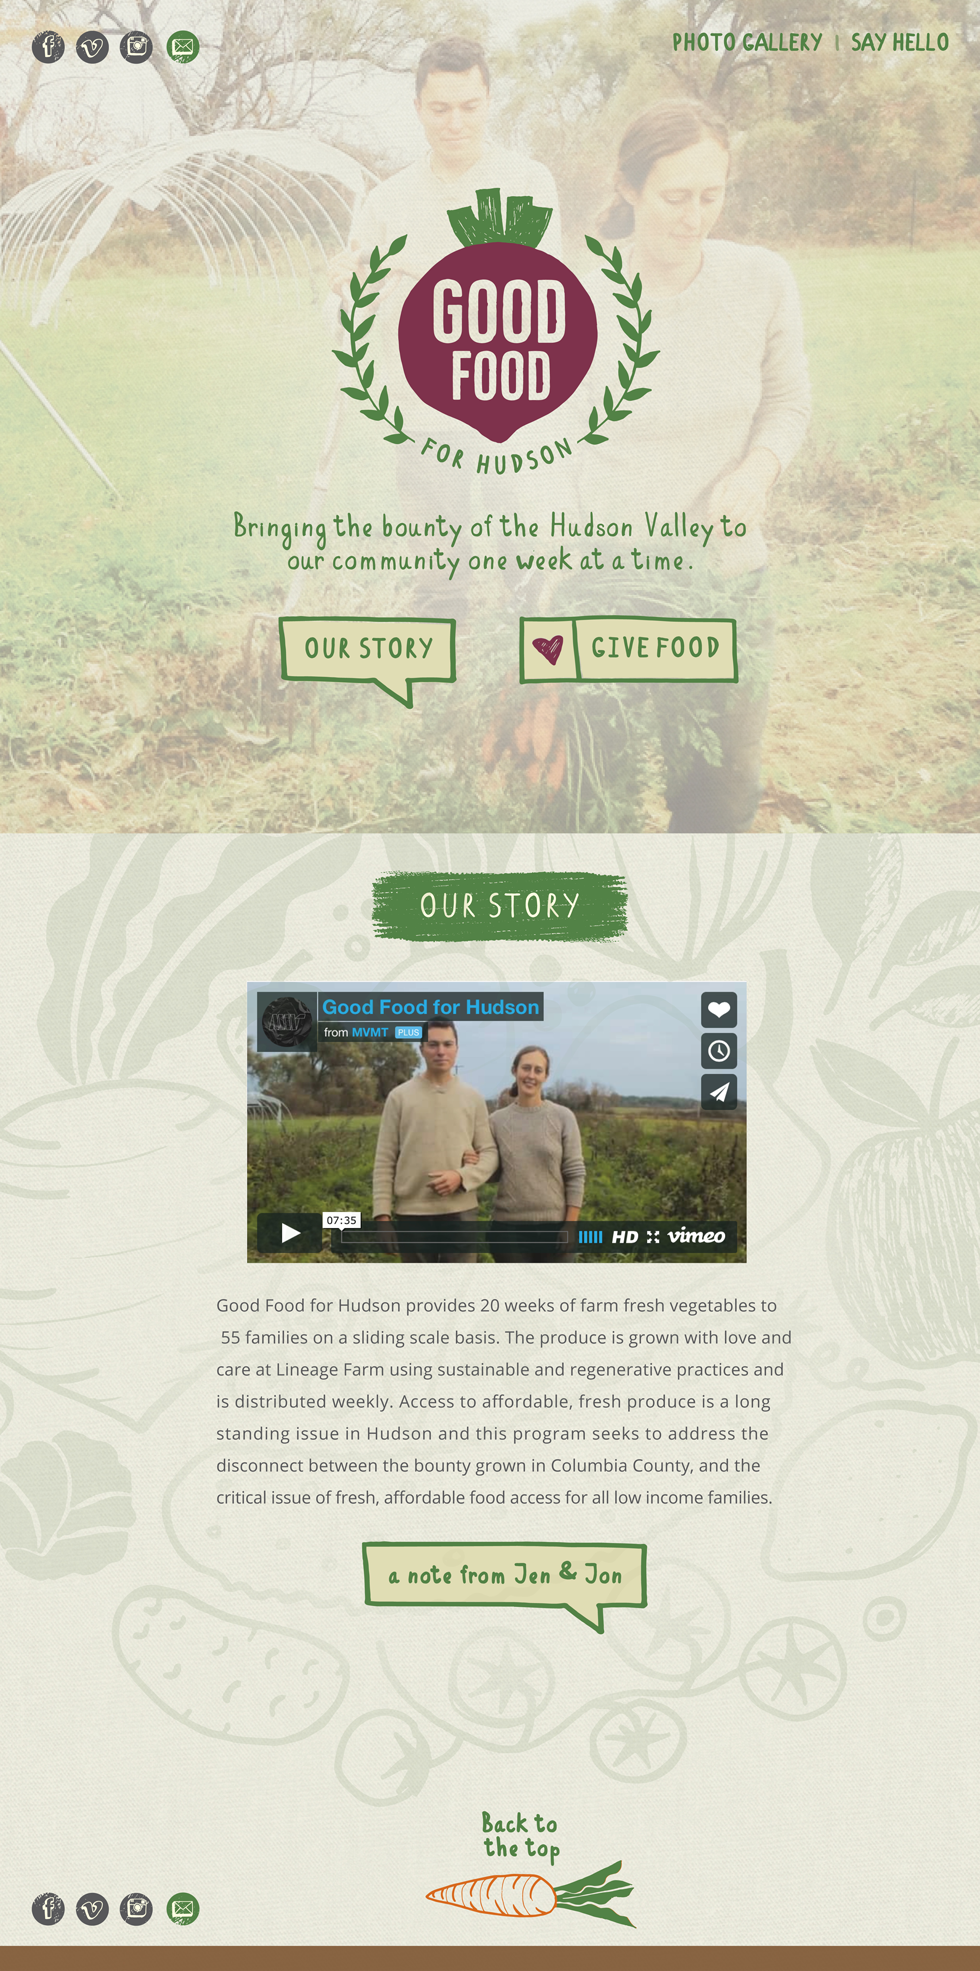 PHOTO GALLERY | SAY HELLO
GOOD
FOOD
FOR HUDSON
Bringing the bounty of the Hudson Valley to
our community one week at a time.
OUR STORY
GIVE FOOD
OUR STORY
Good Food for Hudson
from MVMT PLUS
07:35
HD vimeo
Good Food for Hudson provides 20 weeks of farm fresh vegetables to
55 families on a sliding scale basis. The produce is grown with love and
care at Lineage Farm using sustainable and regenerative practices and
is distributed weekly. Access to affordable, fresh produce is a long
standing issue in Hudson and this program seeks to address the
disconnect between the bounty grown in Columbia County, and the
critical issue of fresh, affordable food access for all low income families.
a note from Jen & Jon
Back to
the top